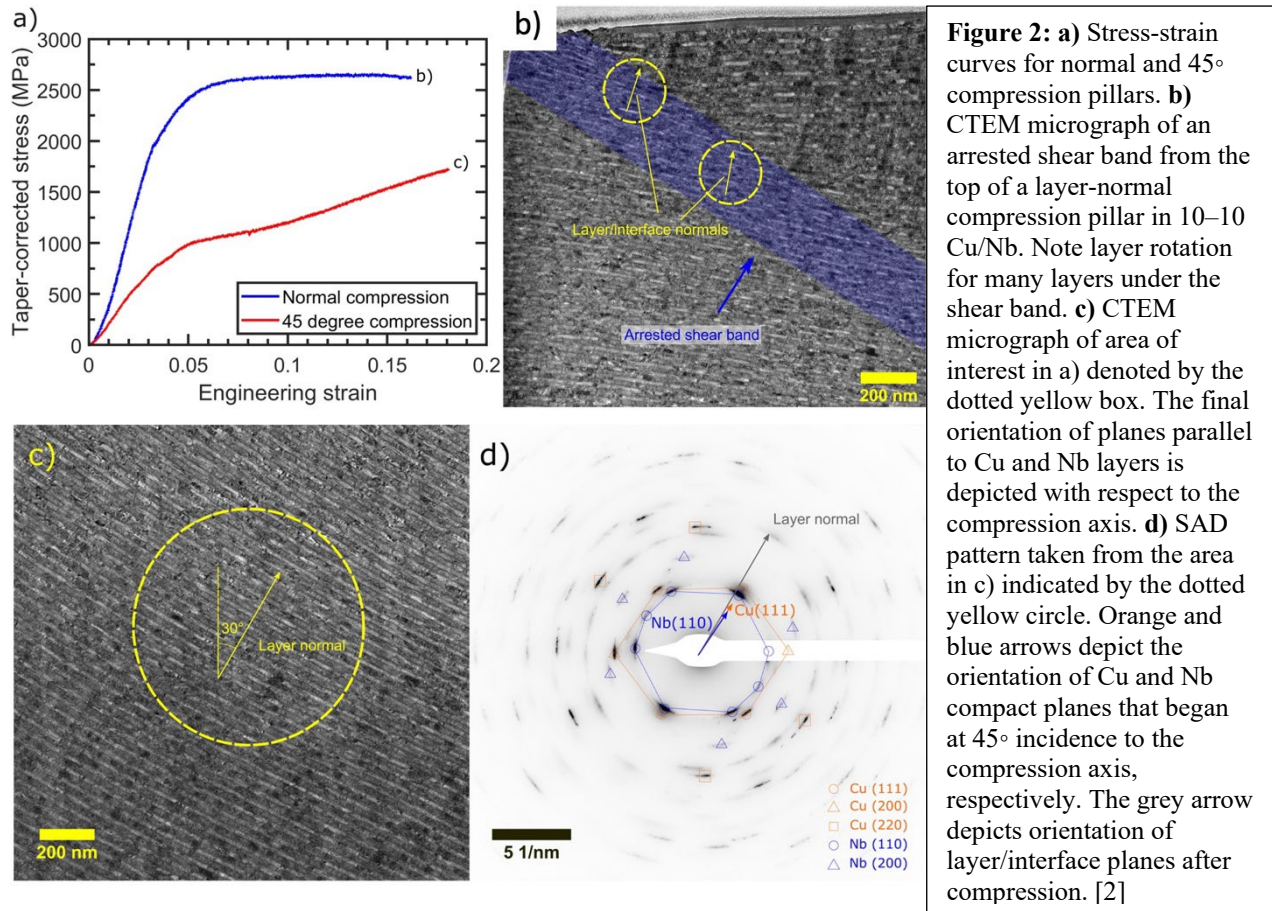 a)
3000
2500
2000
1500
1000
500
0
Taper-corrected stress (MPa)
0
0.05
0.1
0.15
0.2
Engineering strain
b)
c)
Normal compression
45 degree compression
b)
Layer/interface normals
Arrested shear band
200 nm
c)
30°
Layer normal
200 nm
d)
Layer normal
Cu(111)
Nb(110)
5 1/nm
Cu (111)
Cu (200)
Cu (220)
Nb (110)
Nb (200)
Figure 2: a) Stress-strain
curves for normal and 45◦
compression pillars. b)
CTEM micrograph of an
arrested shear band from the
top of a layer-normal
compression pillar in 10–10
Cu/Nb. Note layer rotation
for many layers under the
shear band. c) CTEM
micrograph of area of
interest in a) denoted by the
dotted yellow box. The final
orientation of planes parallel
to Cu and Nb layers is
depicted with respect to the
compression axis. d) SAD
pattern taken from the area
in c) indicated by the dotted
yellow circle. Orange and
blue arrows depict the
orientation of Cu and Nb
compact planes that began
at 45◦ incidence to the
compression axis,
respectively. The grey arrow
depicts orientation of
layer/interface planes after
compression. [2]